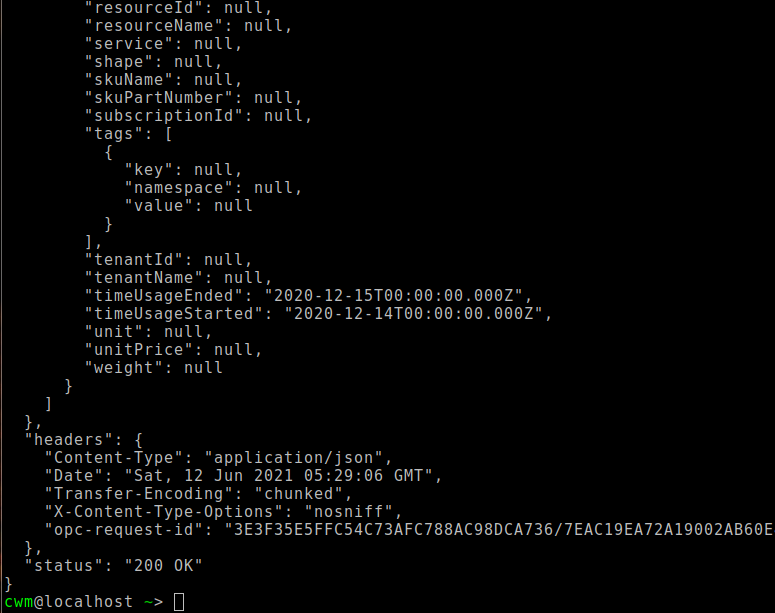 "resourceId": null,
"resourceName": null,
"service": null,
"shape": null,
"skuName": null,
"skuPartNumber": null,
"subscriptionId": null,
"tags": [
{
"key": null,
"namespace": null,
"value": null
}
],
"tenantId": null,
"tenantName": null,
"timeUsageEnded": "2020-12-15T00:00:00.000Z",
"timeUsageStarted": "2020-12-14T00:00:00.000Z",
"unit": null,
"unitPrice": null,
"weight": null
}
]
},
"headers": {
"Content-Type": "application/json",
"Date": "Sat, 12 Jun 2021 05:29:06 GMT",
"Transfer-Encoding": "chunked",
"X-Content-Type-Options": "nosniff",
"opc-request-id": "3E3F35E5FFC54C73AFC788AC98DCA736/7EAC19EA72A19002AB60E
},
"status": "200 OK"
}
cwm@localhost ~>